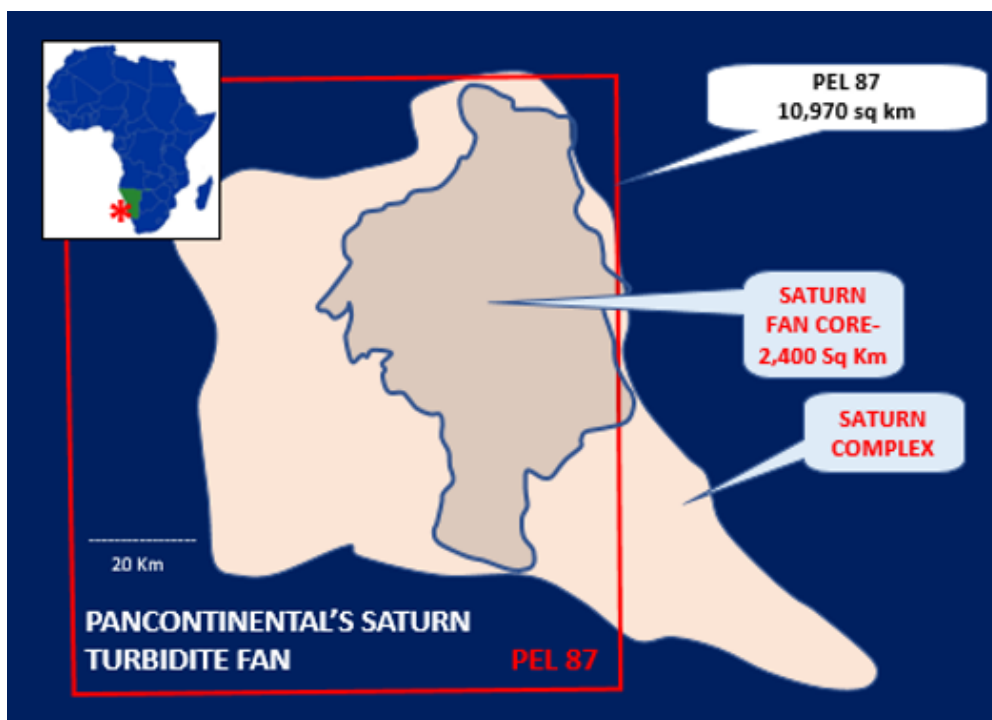 PEL 87
10,970 sq km
SATURN
FAN CORE-
2,400 Sq Km
SATURN
COMPLEX
20 Km
PANCONTINENTAL'S SATURN
TURBIDITE FAN
PEL 87